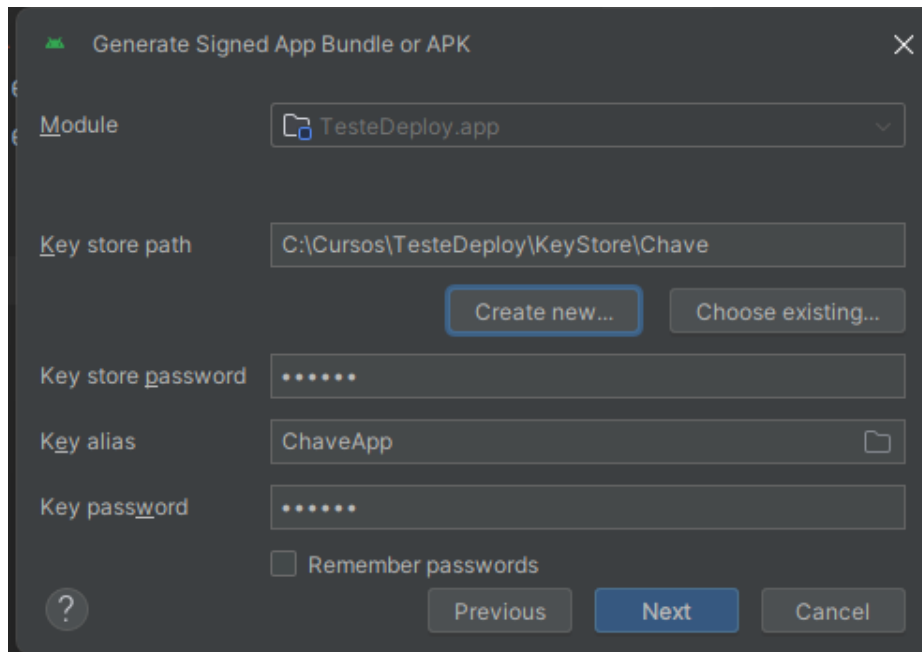 Generate Signed App Bundle or APK
Module
TesteDeploy.app
Key store path
C:\Cursos\TesteDeploy\KeyStore\Chave
Create new...
Choose existing...
Key store password
••••••
Key alias
ChaveApp
Key password
••••••
Remember passwords
?
Previous
Next
Cancel